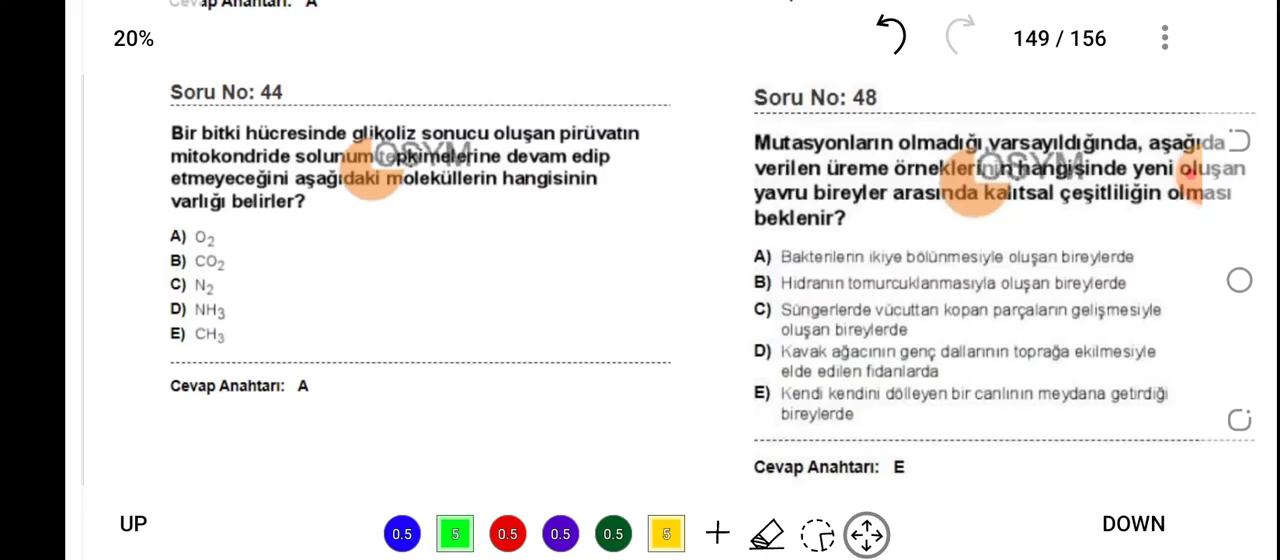 Cevap Anahtarı: A
20%
149 / 156
Soru No: 44
Bir bitki hücresinde glikoliz sonucu oluşan pirüvatın
mitokondride solunum tepkimelerine devam edip
etmeyeceğini aşağıdaki moleküllerin hangisinin
varlığı belirler?
A) O2
B) CO2
C) N2
D) NH3
E) CH3
Cevap Anahtarı: A
ÖSYM
Soru No: 48
Mutasyonların olmadığı varsayıldığında, aşağıda
verilen üreme örneklerinin hangisinde yeni oluşan
yavru bireyler arasında kalıtsal çeşitliliğin olması
beklenir?
A) Bakterilerin ikiye bölünmesiyle oluşan bireylerde
B) Hidranın tomurcuklanmasıyla oluşan bireylerde
C) Süngerlerde vücuttan kopan parçaların gelişmesiyle
oluşan bireylerde
D) Kavak ağacının genç dallarının toprağa ekilmesiyle
elde edilen fidanlarda
E) Kendi kendini dölleyen bir canlının meydana getirdiği
bireylerde
Cevap Anahtarı: E
ÖSYM
UP
0.5
5
0.5
0.5
0.5
5
DOWN